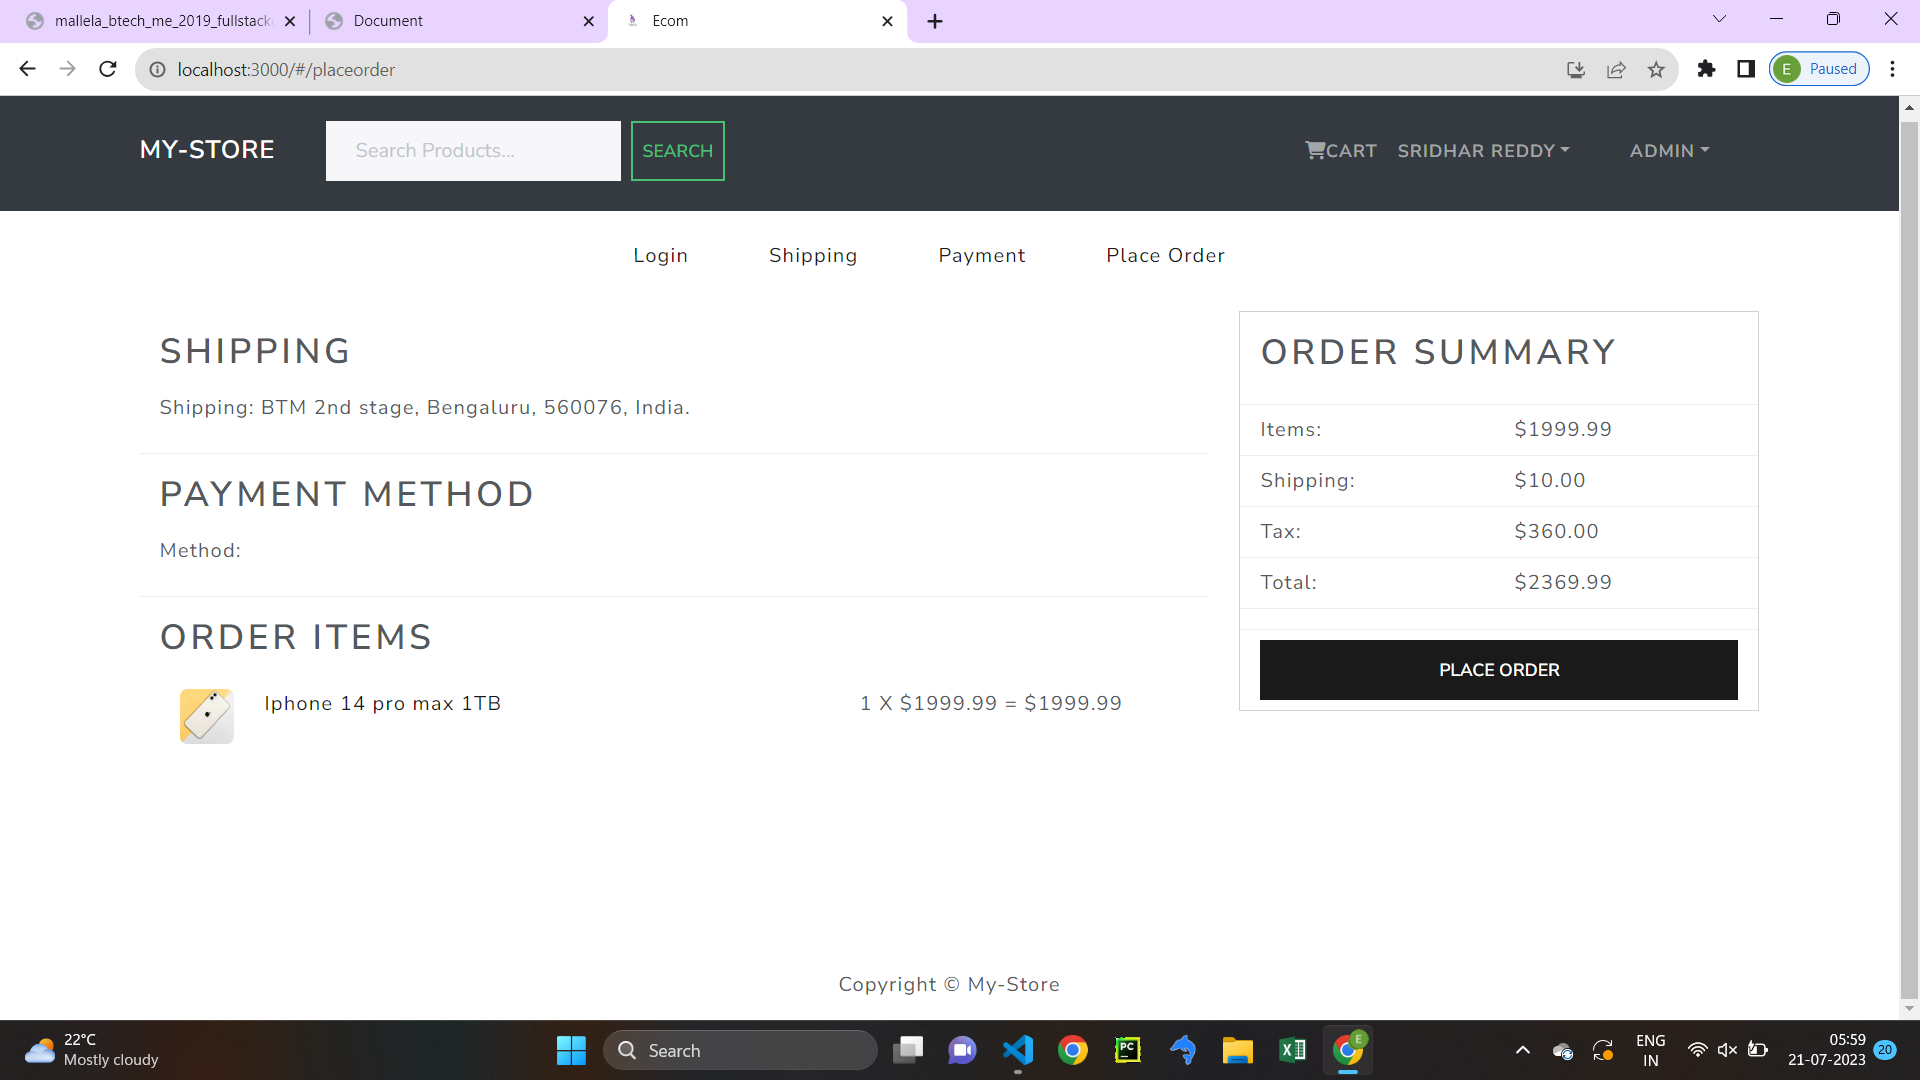 mallela_btech_me_2019_fullstack
Document
Ecom
localhost:3000/#/placeorder
E
Paused
MY-STORE
Search Products...
SEARCH
CART
SRIDHAR REDDY
ADMIN
Login
Shipping
Payment
Place Order
SHIPPING
Shipping: BTM 2nd stage, Bengaluru, 560076, India.
PAYMENT METHOD
Method:
ORDER ITEMS
Iphone 14 pro max 1TB
1 X $1999.99 = $1999.99
ORDER SUMMARY
Items: $1999.99
Shipping: $10.00
Tax: $360.00
Total: $2369.99
PLACE ORDER
Copyright © My-Store
22°C
Mostly cloudy
Search
PC
E
ENG
IN
05:59
21-07-2023
20